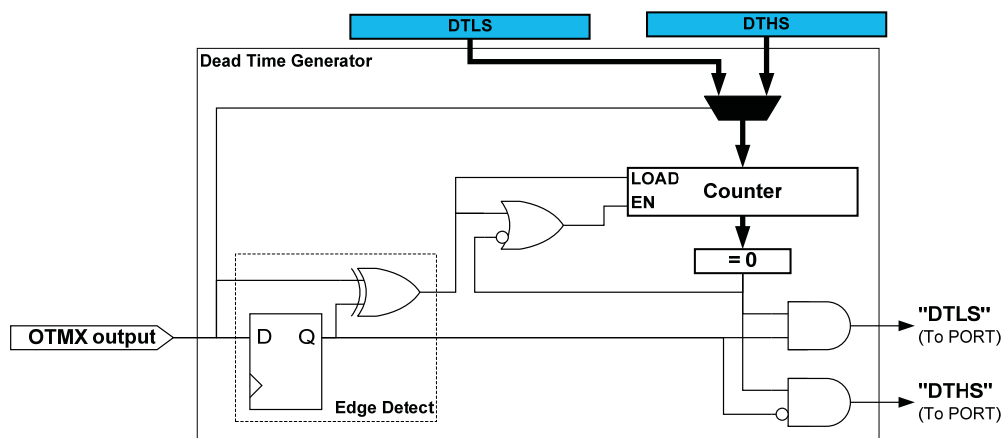 DTLS
DTHS
Dead Time Generator
LOAD
EN
Counter
= 0
OTMX output
D
Q
Edge Detect
"DTLS"
(To PORT)
"DTHS"
(To PORT)